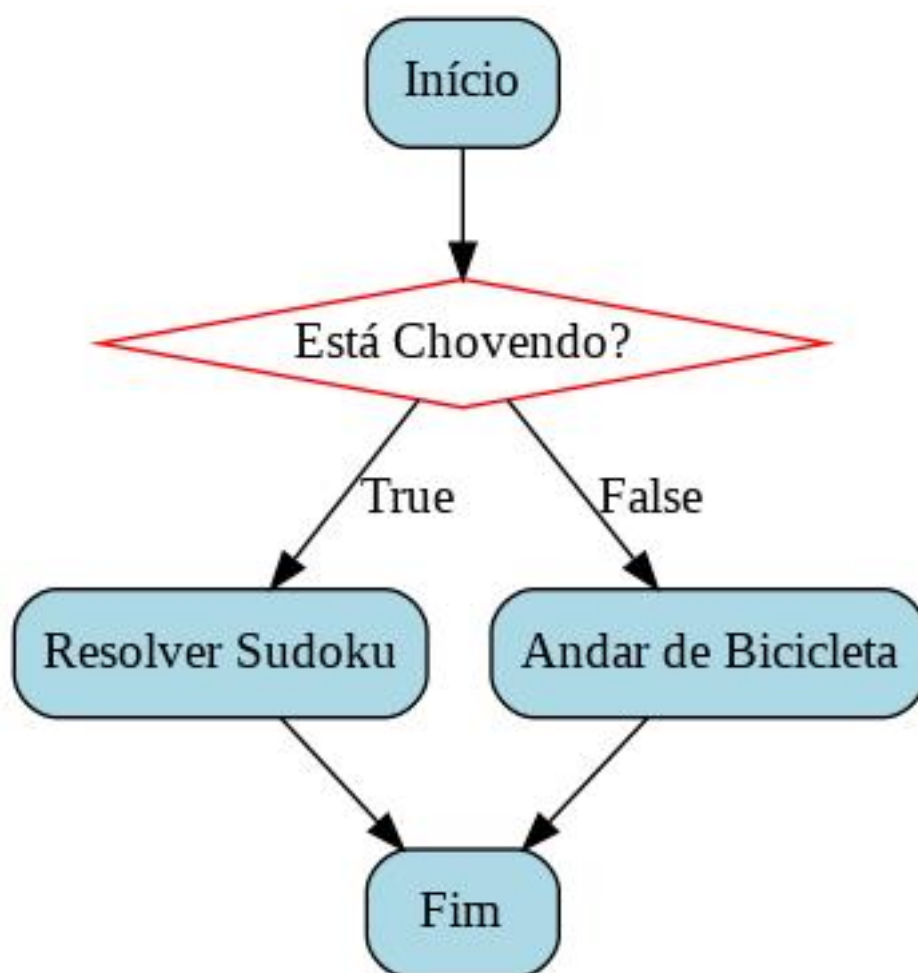 Início
Está Chovendo?
True
False
Resolver Sudoku
Andar de Bicicleta
Fim